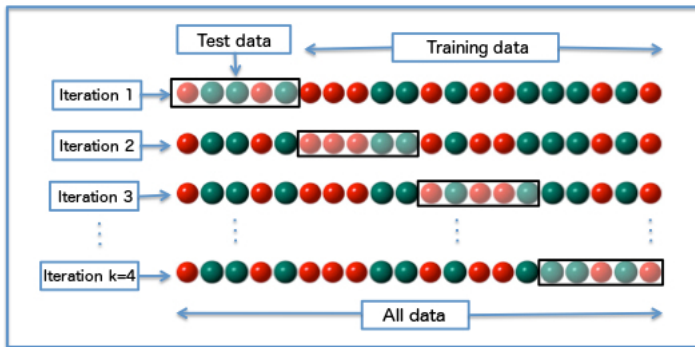 Test data
Training data
Iteration 1
Iteration 2
Iteration 3
Iteration k=4
All data